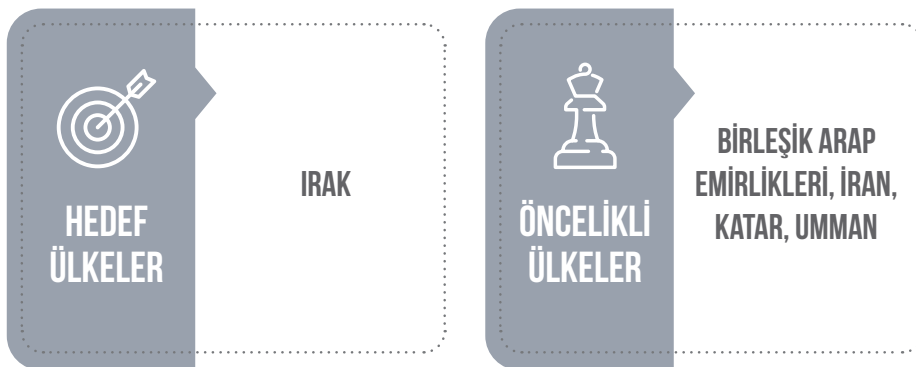 HEDEF
ÜLKELER
IRAK
ÖNCELİKLİ
ÜLKELER
BİRLEŞİK ARAP
EMİRLİKLERİ, İRAN,
KATAR, UMMAN